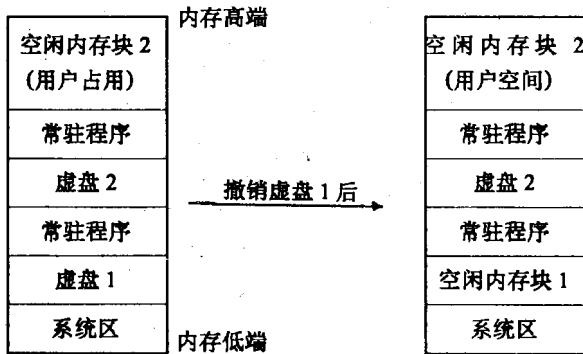 内存高端
空闲内存块2
(用户占用)
常驻程序
虚盘2
常驻程序
虚盘1
系统区
内存低端
撤销虚盘1后
空闲内存块 2
(用户空间)
常驻程序
虚盘2
常驻程序
空闲内存块1
系统区